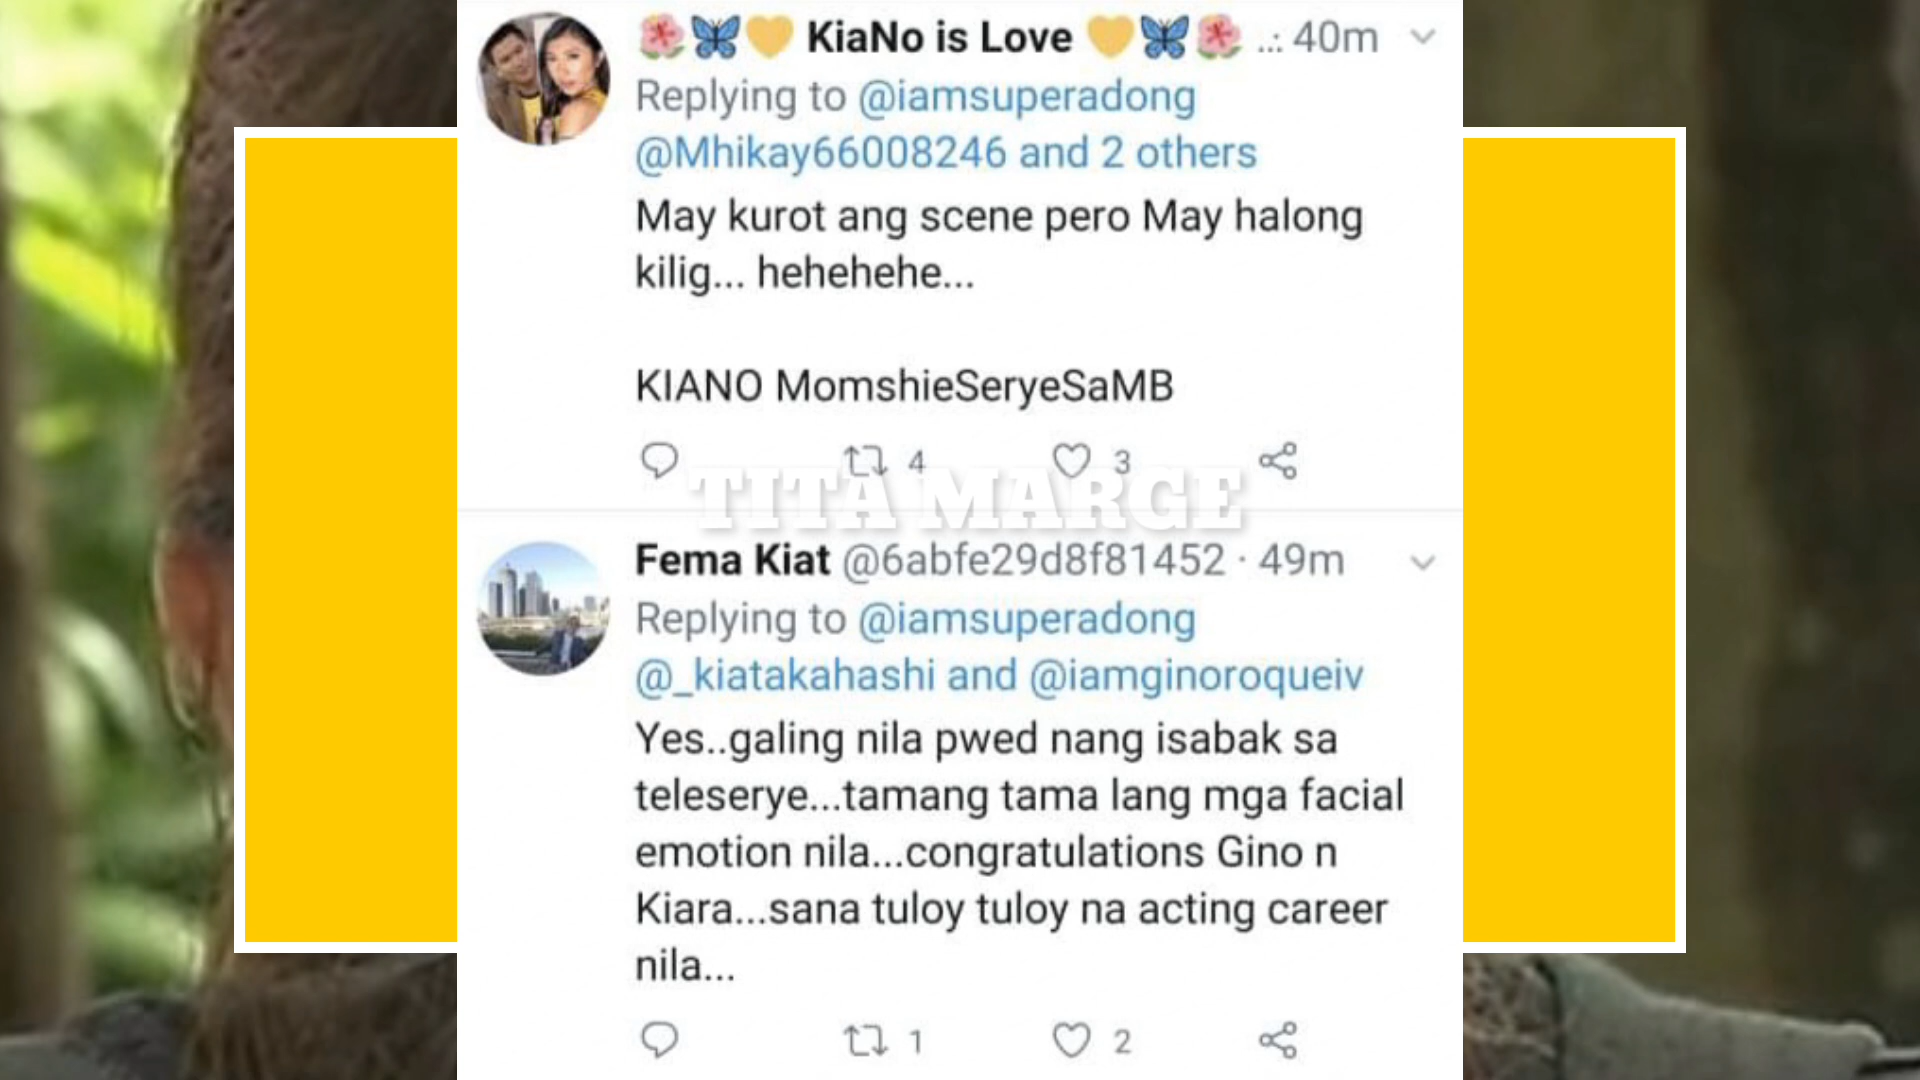 KiaNo is Love ..: 40m
Replying to @iamsuperadong
@Mhikay66008246 and 2 others
May kurot ang scene pero May halong
kilig... hehehehe...
KIANO MomshieSeryeSaMB
4 3
TITA MARGE
Fema Kiat @6abfe29d8f81452 · 49m
Replying to @iamsuperadong
@_kiatakahashi and @iamginoroqueiv
Yes..galing nila pwed nang isabak sa
teleserye...tamang tama lang mga facial
emotion nila...congratulations Gino n
Kiara...sana tuloy tuloy na acting career
nila...
1 2